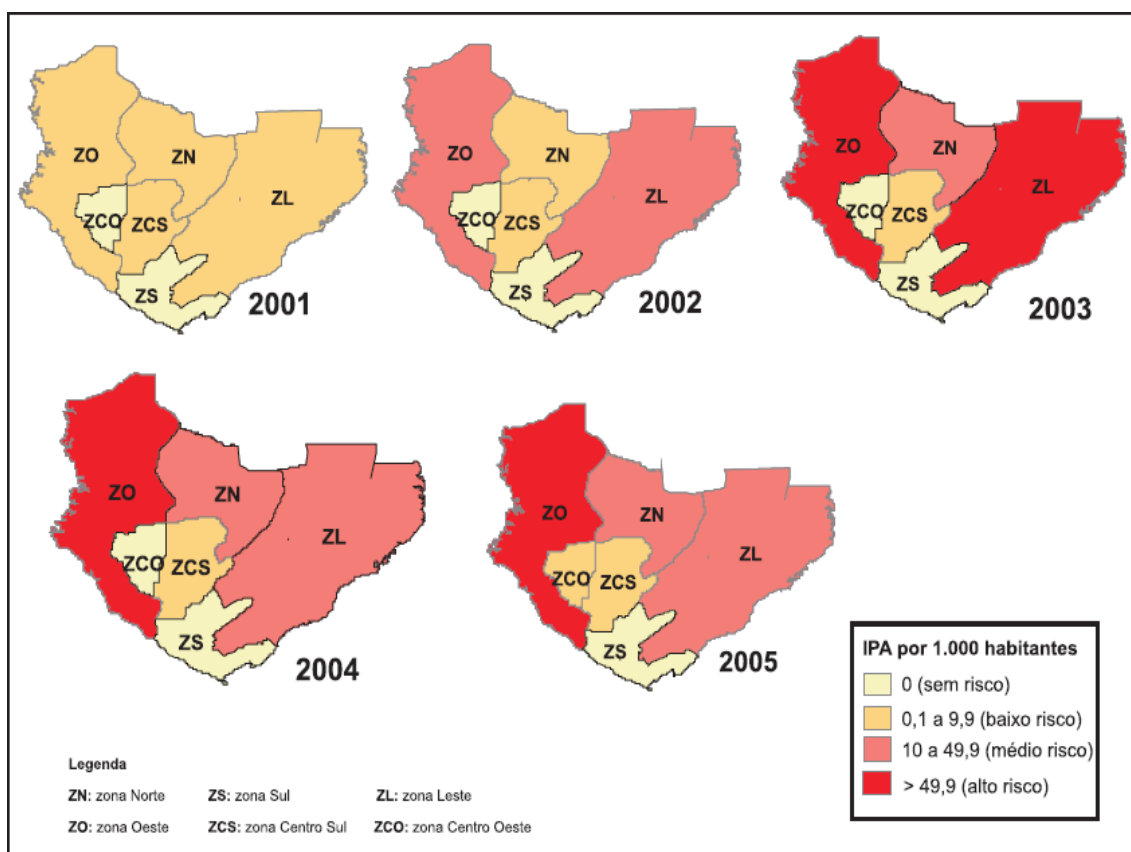 ZO
ZN
ZL
ZCO
ZCS
ZS
2001
ZO
ZN
ZL
ZCO
ZCS
ZS
2002
ZO
ZN
ZL
ZCO
ZCS
ZS
2003
ZO
ZN
ZL
ZCO
ZCS
ZS
2004
ZO
ZN
ZL
ZCO
ZCS
ZS
2005
IPA por 1.000 habitantes
0 (sem risco)
0,1 a 9,9 (baixo risco)
10 a 49,9 (médio risco)
> 49,9 (alto risco)
Legenda
ZN: zona Norte ZS: zona Sul ZL: zona Leste
ZO: zona Oeste ZCS: zona Centro Sul ZCO: zona Centro Oeste